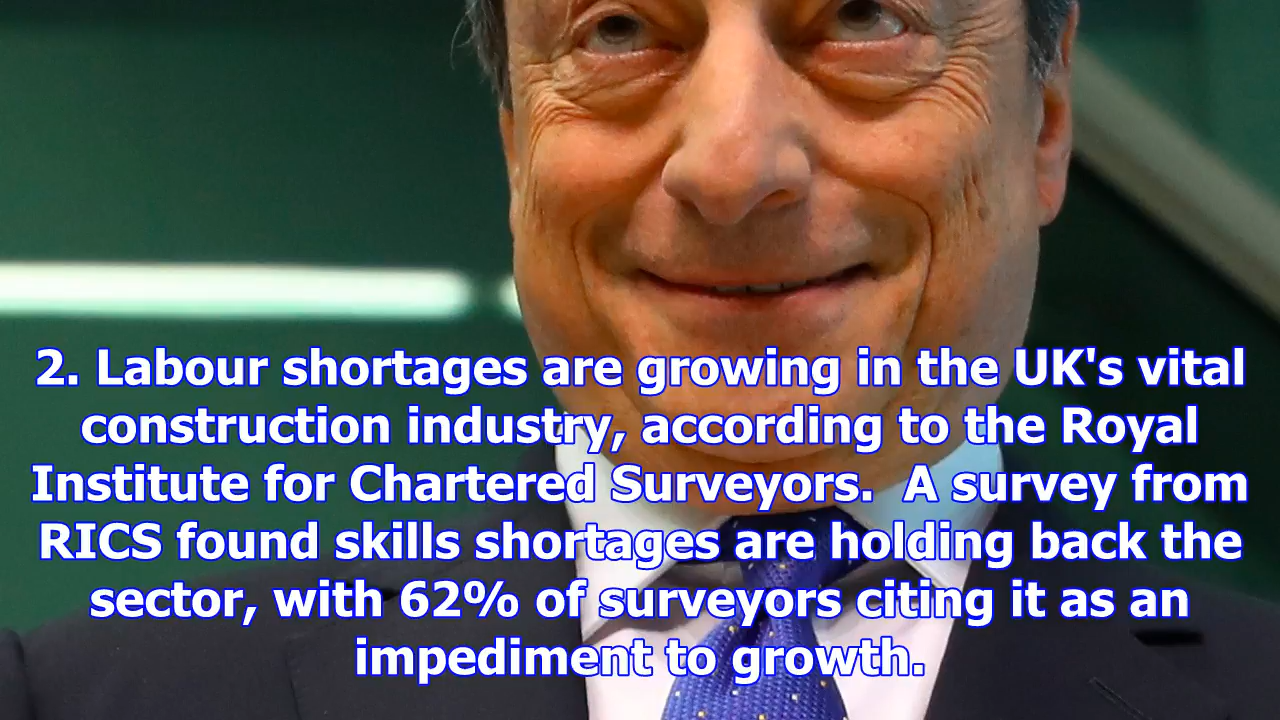 2. Labour shortages are growing in the UK's vital
construction industry, according to the Royal
Institute for Chartered Surveyors.  A survey from
RICS found skills shortages are holding back the
sector, with 62% of surveyors citing it as an
impediment to growth.